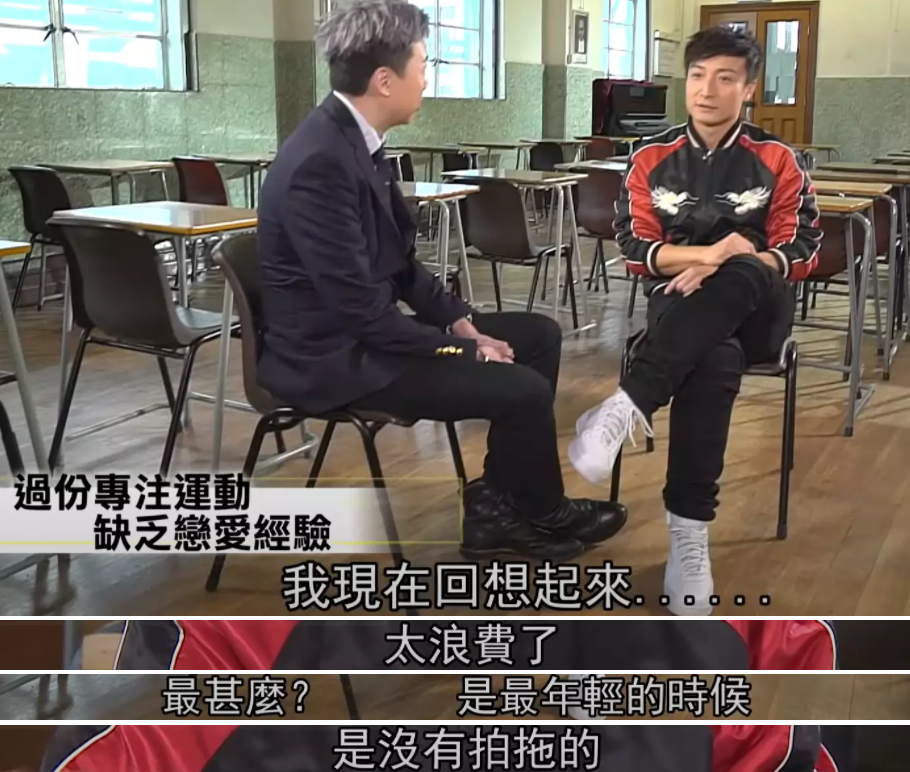 過份專注運動
缺乏戀愛經驗
我現在回想起來......
太浪費了
最甚麼? 是最年輕的時候
是沒有拍拖的